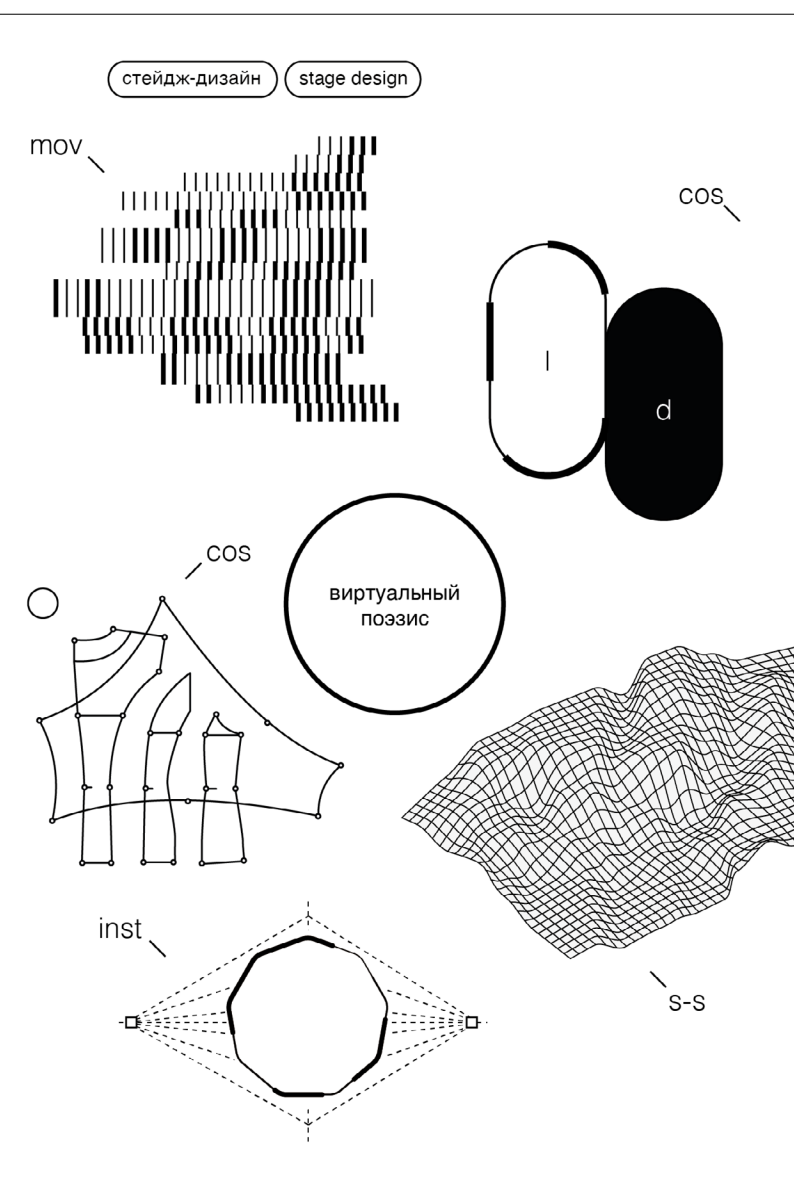 стейдж-дизайн stage design
mov
cos
l
d
cos
виртуальный
поэзис
inst
s-s